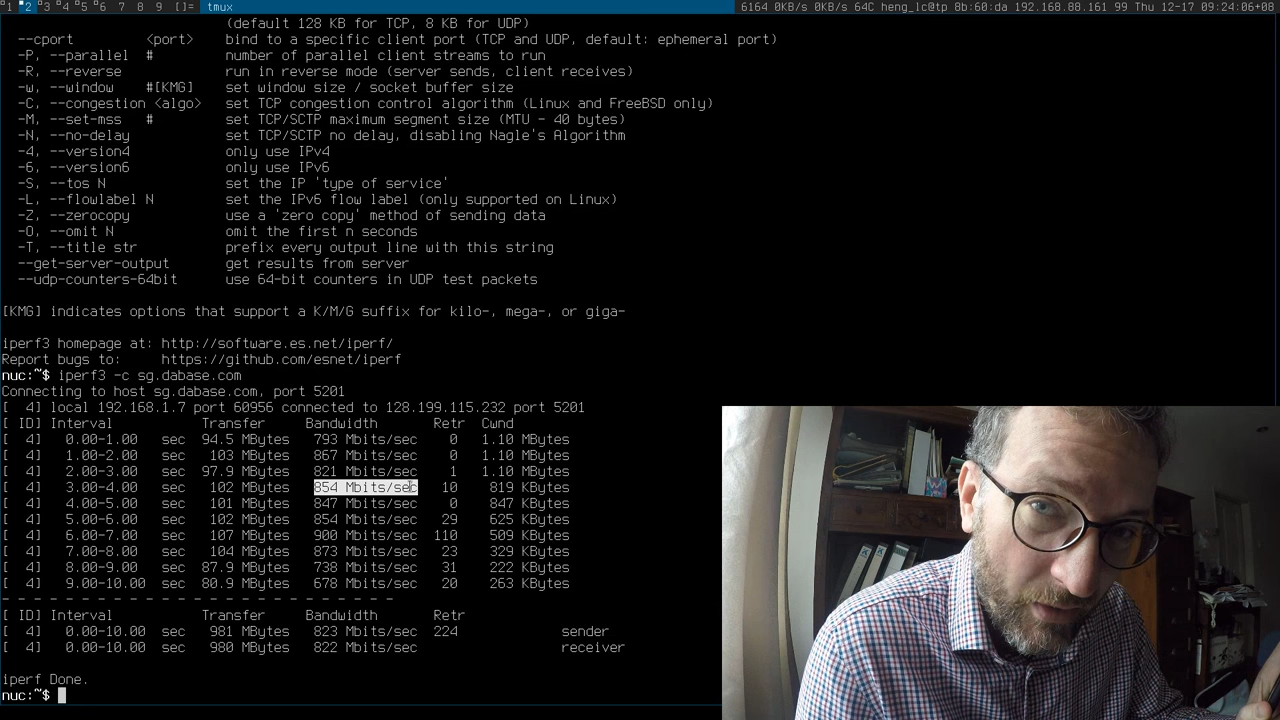 1 2 3 4 5 6 7 8 9 []= tmux 6164 0KB/s 0KB/s 64C heng_lc@tp 8b:60:da 192.168.88.161 99 Thu 12-17 09:24:06+08
(default 128 KB for TCP, 8 KB for UDP)
--cport <port> bind to a specific client port (TCP and UDP, default: ephemeral port)
-P, --parallel # number of parallel client streams to run
-R, --reverse run in reverse mode (server sends, client receives)
-w, --window #[KMG] set window size / socket buffer size
-C, --congestion <algo> set TCP congestion control algorithm (Linux and FreeBSD only)
-M, --set-mss # set TCP/SCTP maximum segment size (MTU - 40 bytes)
-N, --no-delay set TCP/SCTP no delay, disabling Nagle's Algorithm
-4, --version4 only use IPv4
-6, --version6 only use IPv6
-S, --tos N set the IP 'type of service'
-L, --flowlabel N set the IPv6 flow label (only supported on Linux)
-Z, --zerocopy use a 'zero copy' method of sending data
-O, --omit N omit the first n seconds
-T, --title str prefix every output line with this string
--get-server-output get results from server
--udp-counters-64bit use 64-bit counters in UDP test packets
[KMG] indicates options that support a K/M/G suffix for kilo-, mega-, or giga-
iperf3 homepage at: http://software.es.net/iperf/
Report bugs to: https://github.com/esnet/iperf
nuc:~$ iperf3 -c sg.dabase.com
Connecting to host sg.dabase.com, port 5201
[ 4] local 192.168.1.7 port 60956 connected to 128.199.115.232 port 5201
[ ID] Interval Transfer Bandwidth Retr Cwnd
[ 4] 0.00-1.00 sec 94.5 MBytes 793 Mbits/sec 0 1.10 MBytes
[ 4] 1.00-2.00 sec 103 MBytes 867 Mbits/sec 0 1.10 MBytes
[ 4] 2.00-3.00 sec 97.9 MBytes 821 Mbits/sec 1 1.10 MBytes
[ 4] 3.00-4.00 sec 102 MBytes 854 Mbits/sec 10 819 KBytes
[ 4] 4.00-5.00 sec 101 MBytes 847 Mbits/sec 0 847 KBytes
[ 4] 5.00-6.00 sec 102 MBytes 854 Mbits/sec 29 625 KBytes
[ 4] 6.00-7.00 sec 107 MBytes 900 Mbits/sec 110 509 KBytes
[ 4] 7.00-8.00 sec 104 MBytes 873 Mbits/sec 23 329 KBytes
[ 4] 8.00-9.00 sec 87.9 MBytes 738 Mbits/sec 31 222 KBytes
[ 4] 9.00-10.00 sec 80.9 MBytes 678 Mbits/sec 20 263 KBytes
- - - - - - - - - - - - - - - - - - - - - - - - -
[ ID] Interval Transfer Bandwidth Retr
[ 4] 0.00-10.00 sec 981 MBytes 823 Mbits/sec 224 sender
[ 4] 0.00-10.00 sec 980 MBytes 822 Mbits/sec receiver
iperf Done.
nuc:~$